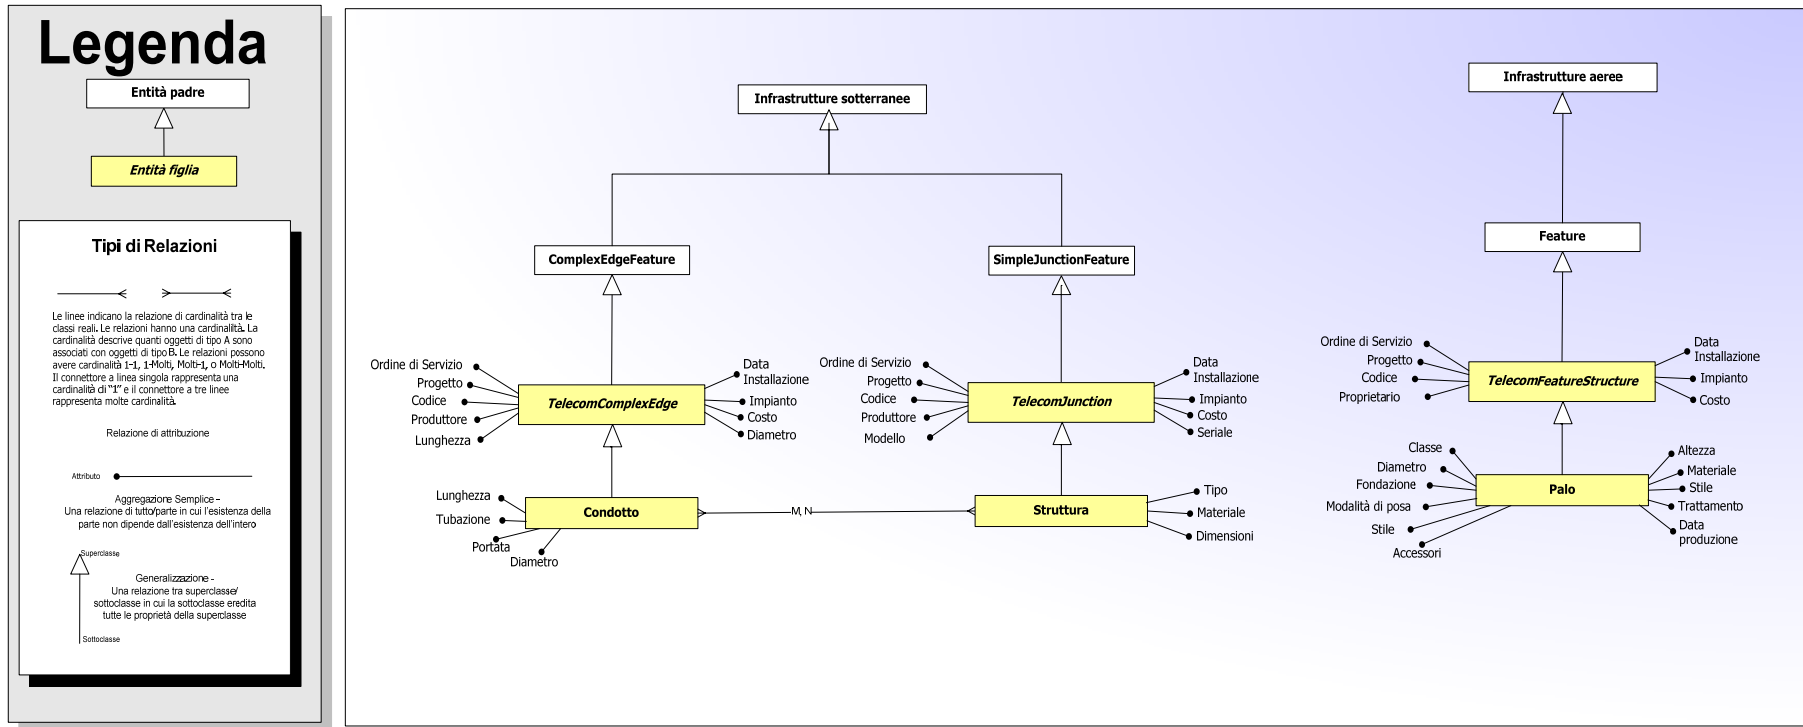 Legenda
Entità padre
Entità figlia
Tipi di Relazioni
Le linee indicano la relazione di cardinalità tra le
classi reali. Le relazioni hanno una cardinalità. La
cardinalità descrive quanti oggetti di tipo A sono
associati con oggetti di tipo B. Le relazioni possono
avere cardinalità 1-1, 1-Molti, Molti-1, o Molti-Molti.
Il connettore a linea singola rappresenta una
cardinalità di "1" e il connettore a tre linee
rappresenta molte cardinalità.
Relazione di attribuzione
Attributo
Aggregazione Semplice -
Una relazione di tutto/parte in cui l'esistenza della
parte non dipende dall'esistenza dell'intero
Superclasse
Generalizzazione -
Una relazione tra superclasse/
sottoclasse in cui la sottoclasse eredita
tutte le proprietà della superclasse
Sottoclasse
Infrastrutture sotterranee
ComplexEdgeFeature
SimpleJunctionFeature
Ordine di Servizio
Progetto
Codice
Produttore
Lunghezza
TelecomComplexEdge
Data
Installazione
Impianto
Costo
Diametro
Ordine di Servizio
Progetto
Codice
Produttore
Modello
TelecomJunction
Data
Installazione
Impianto
Costo
Seriale
Lunghezza
Tubazione
Portata
Diametro
Condotto
M, N
Struttura
Tipo
Materiale
Dimensioni
Infrastrutture aeree
Feature
Ordine di Servizio
Progetto
Codice
Proprietario
TelecomFeatureStructure
Data
Installazione
Impianto
Costo
Classe
Diametro
Fondazione
Modalità di posa
Stile
Accessori
Palo
Altezza
Materiale
Stile
Trattamento
Data
produzione